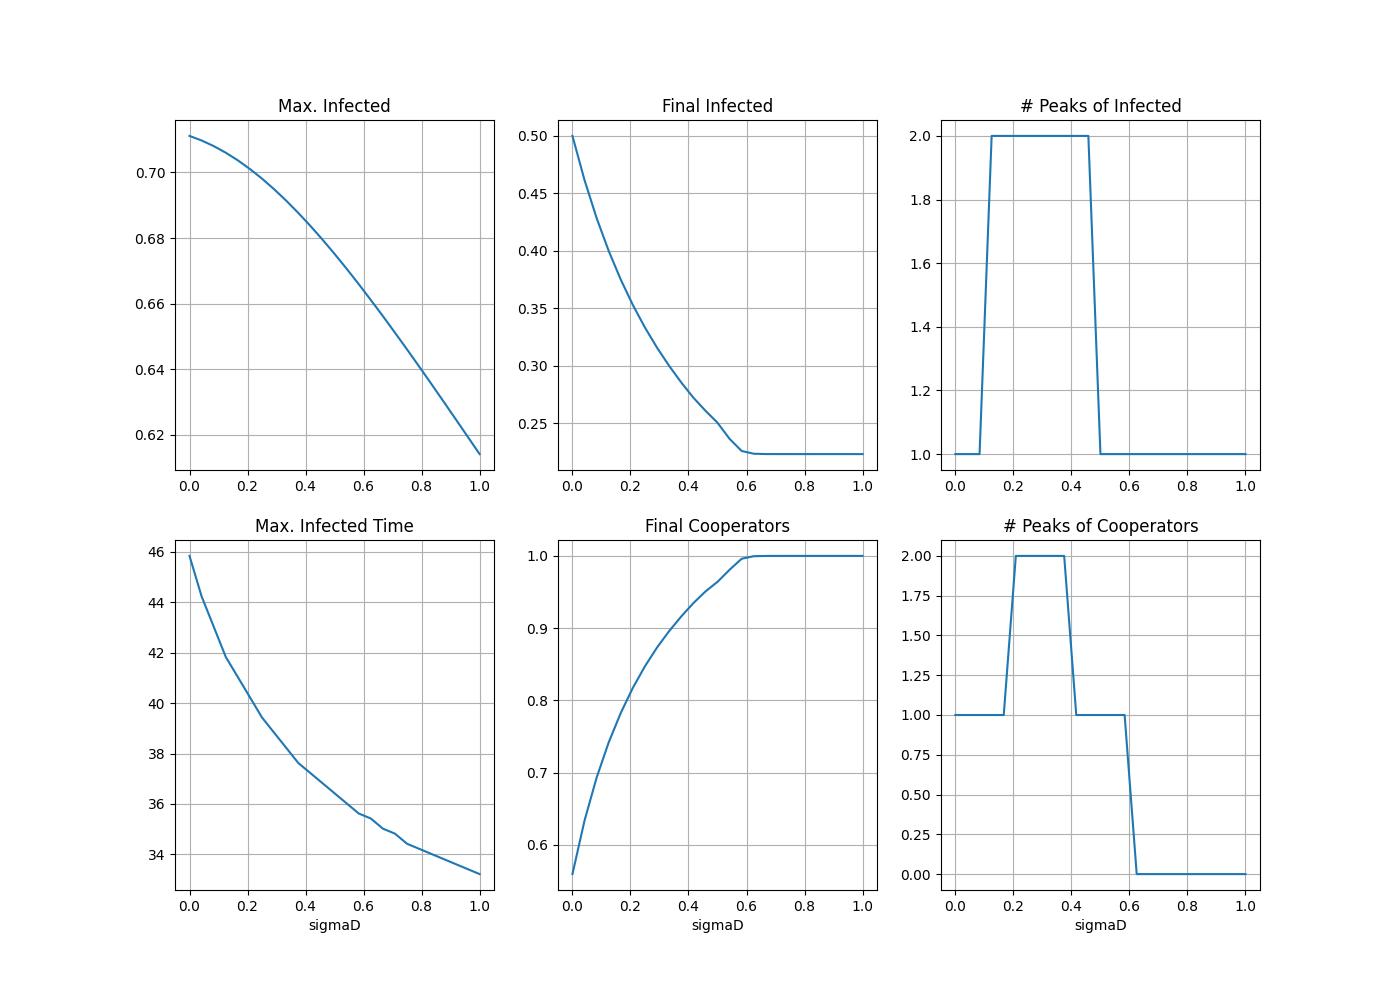 Max. Infected
0.70
0.68
0.66
0.64
0.62
0.0 0.2 0.4 0.6 0.8 1.0
Final Infected
0.50
0.45
0.40
0.35
0.30
0.25
0.0 0.2 0.4 0.6 0.8 1.0
# Peaks of Infected
2.0
1.8
1.6
1.4
1.2
1.0
0.0 0.2 0.4 0.6 0.8 1.0
Max. Infected Time
46
44
42
40
38
36
34
0.0 0.2 0.4 0.6 0.8 1.0
sigmaD
Final Cooperators
1.0
0.9
0.8
0.7
0.6
0.0 0.2 0.4 0.6 0.8 1.0
sigmaD
# Peaks of Cooperators
2.00
1.75
1.50
1.25
1.00
0.75
0.50
0.25
0.00
0.0 0.2 0.4 0.6 0.8 1.0
sigmaD